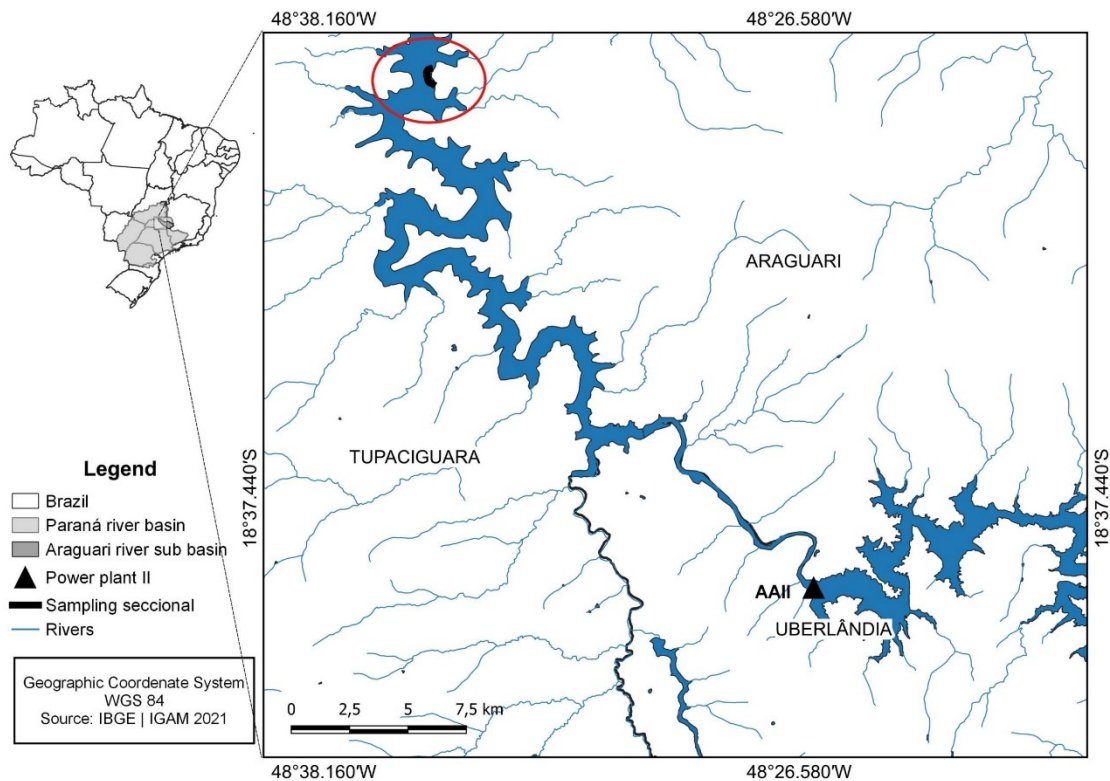 48°38.160'W
48°26.580'W
ARAGUARI
TUPACIGUARA
18°37.440'S
18°37.440'S
AAII
UBERLÂNDIA
Legend
Brazil
Paraná river basin
Araguari river sub basin
Power plant II
Sampling seccional
Rivers
Geographic Coordenate System
WGS 84
Source: IBGE | IGAM 2021
0 2,5 5 7,5 km
48°38.160'W
48°26.580'W